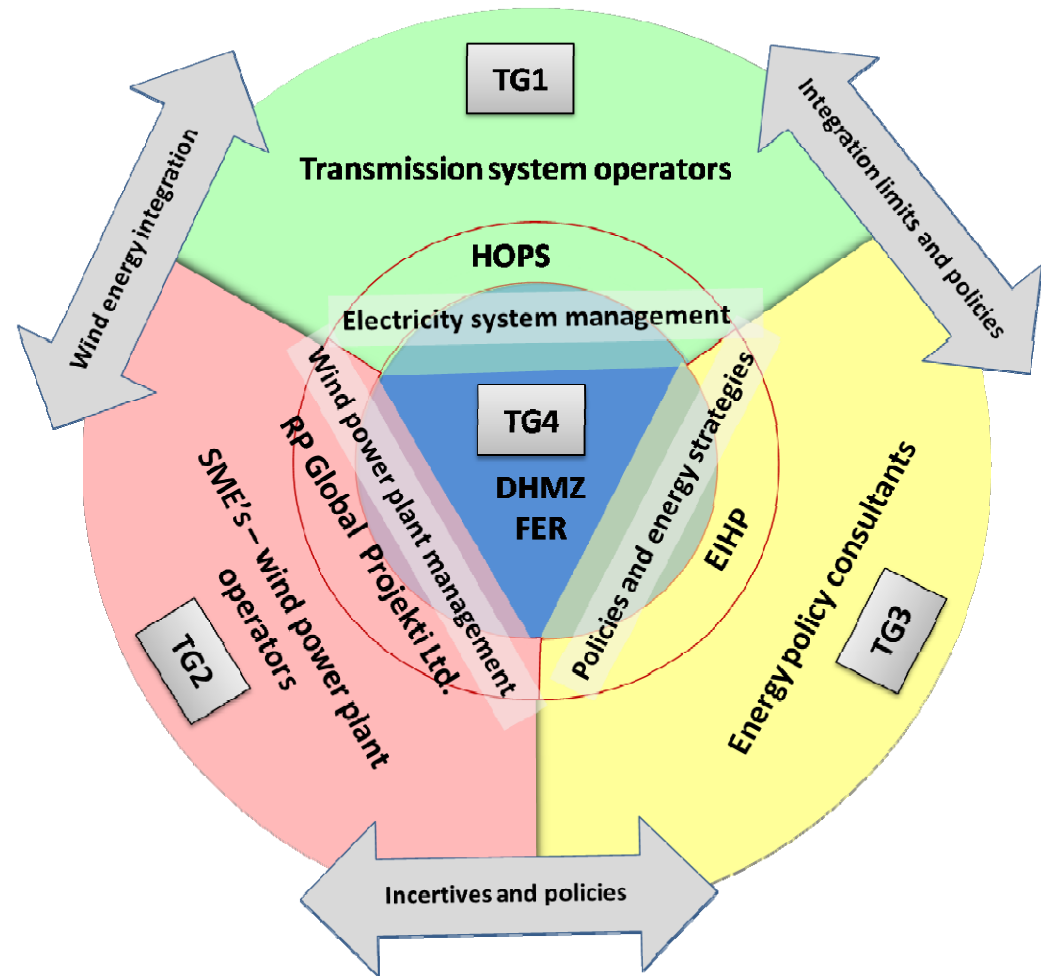 TG1
Transmission system operators
Wind energy integration
Integration limits and policies
HOPS
Electricity system management
Wind power plant management
Policies and energy strategies
TG4
DHMZ
FER
RP Global Projekti Ltd.
EIHP
SME's – wind power plant
operators
TG2
Energy policy consultants
TG3
Incertives and policies